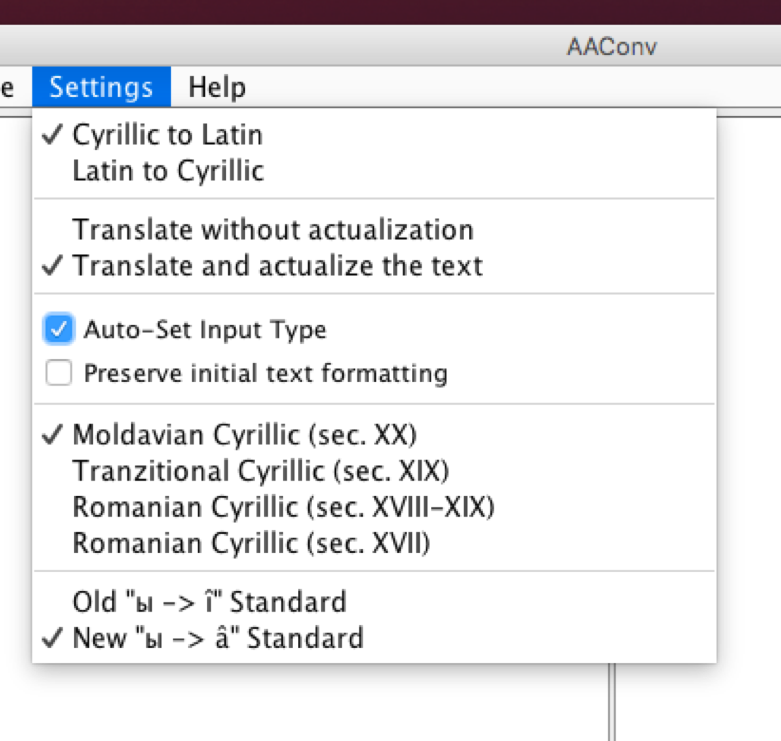 AAConv
e Settings Help
Cyrillic to Latin
Latin to Cyrillic
Translate without actualization
Translate and actualize the text
Auto-Set Input Type
Preserve initial text formatting
Moldavian Cyrillic (sec. XX)
Tranzitional Cyrillic (sec. XIX)
Romanian Cyrillic (sec. XVIII-XIX)
Romanian Cyrillic (sec. XVII)
Old "ы -> î" Standard
New "ы -> â" Standard